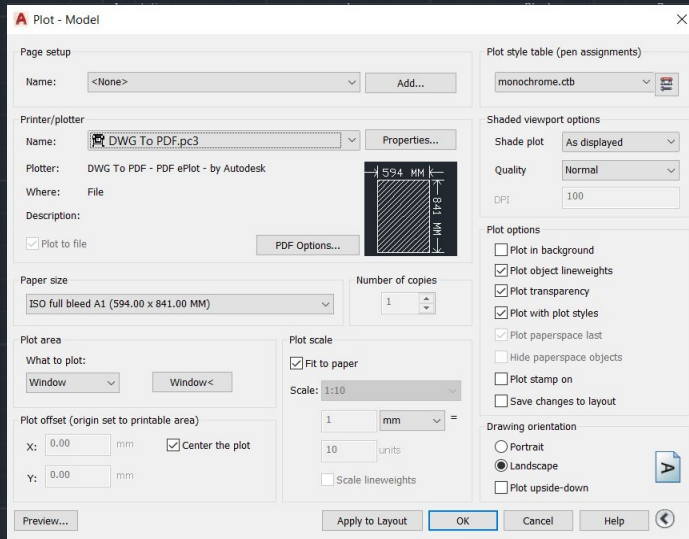 Plot - Model
Page setup
Name: <None> Add...
Printer/plotter
Name: DWG To PDF.pc3 Properties...
Plotter: DWG To PDF - PDF ePlot - by Autodesk
Where: File
Description:
Plot to file PDF Options...
594 MM
841 MM
Paper size
ISO full bleed A1 (594.00 x 841.00 MM)
Number of copies
1
Plot area
What to plot:
Window Window<
Plot scale
Fit to paper
Scale: 1:10
1 mm =
10 units
Scale lineweights
Plot offset (origin set to printable area)
X: 0.00 mm Center the plot
Y: 0.00 mm
Plot style table (pen assignments)
monochrome.ctb
Shaded viewport options
Shade plot As displayed
Quality Normal
DPI 100
Plot options
Plot in background
Plot object lineweights
Plot transparency
Plot with plot styles
Plot paperspace last
Hide paperspace objects
Plot stamp on
Save changes to layout
Drawing orientation
Portrait
Landscape
Plot upside-down
A
Preview... Apply to Layout OK Cancel Help